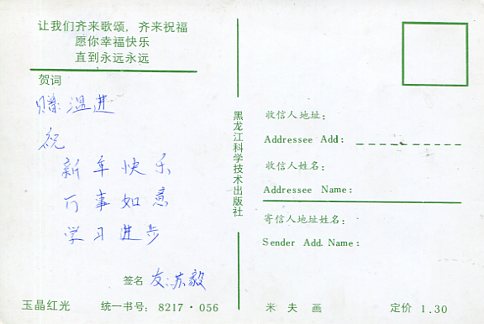 让我们齐来歌颂，齐来祝福
愿你幸福快乐
直到永远永远
贺词
赠：温进
祝
新年快乐
万事如意
学习进步
签名 友：苏毅
玉晶红光 统一书号：8217·056
黑龙江科学技术出版社
收信人地址：
Addressee Add：
收信人姓名：
Addressee Name：
寄信人地址姓名：
Sender Add. Name：
米夫画 定价 1.30